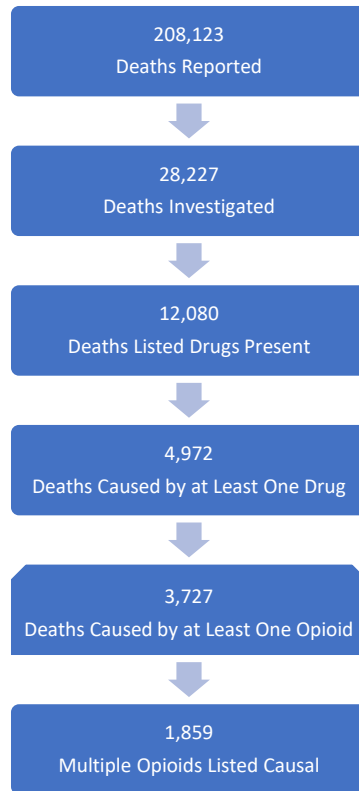 208,123
Deaths Reported
28,227
Deaths Investigated
12,080
Deaths Listed Drugs Present
4,972
Deaths Caused by at Least One Drug
3,727
Deaths Caused by at Least One Opioid
1,859
Multiple Opioids Listed Causal